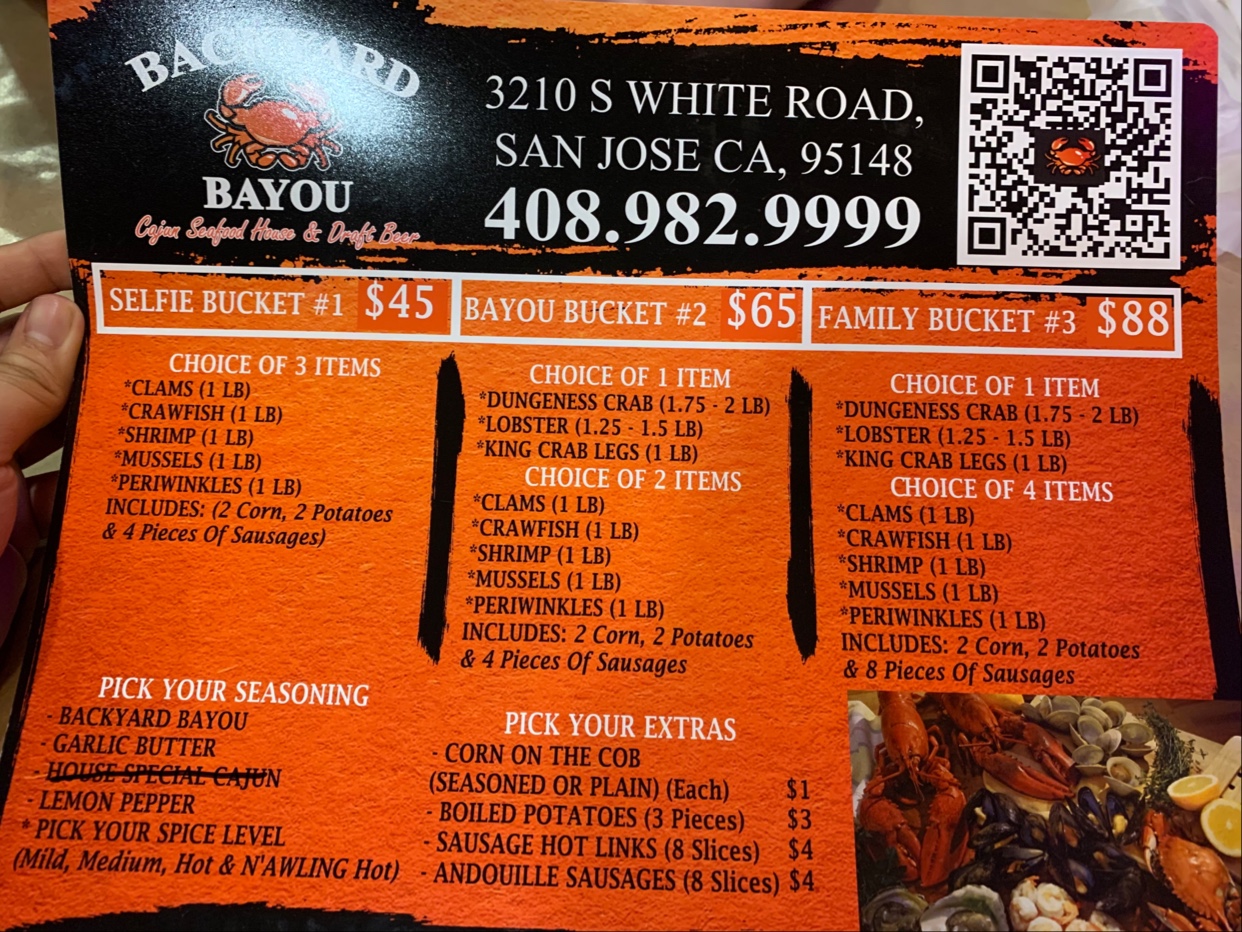 BACKYARD
BAYOU
Cajun Seafood House & Draft Beer
3210 S WHITE ROAD,
SAN JOSE CA, 95148
408.982.9999
SELFIE BUCKET #1 $45
CHOICE OF 3 ITEMS
*CLAMS (1 LB)
*CRAWFISH (1 LB)
*SHRIMP (1 LB)
*MUSSELS (1 LB)
*PERIWINKLES (1 LB)
INCLUDES: (2 Corn, 2 Potatoes
& 4 Pieces Of Sausages)
BAYOU BUCKET #2 $65
CHOICE OF 1 ITEM
*DUNGENESS CRAB (1.75 - 2 LB)
*LOBSTER (1.25 - 1.5 LB)
*KING CRAB LEGS (1 LB)
CHOICE OF 2 ITEMS
*CLAMS (1 LB)
*CRAWFISH (1 LB)
*SHRIMP (1 LB)
*MUSSELS (1 LB)
*PERIWINKLES (1 LB)
INCLUDES: 2 Corn, 2 Potatoes
& 4 Pieces Of Sausages
FAMILY BUCKET #3 $88
CHOICE OF 1 ITEM
*DUNGENESS CRAB (1.75 - 2 LB)
*LOBSTER (1.25 - 1.5 LB)
*KING CRAB LEGS (1 LB)
CHOICE OF 4 ITEMS
*CLAMS (1 LB)
*CRAWFISH (1 LB)
*SHRIMP (1 LB)
*MUSSELS (1 LB)
*PERIWINKLES (1 LB)
INCLUDES: 2 Corn, 2 Potatoes
& 8 Pieces Of Sausages
PICK YOUR SEASONING
- BACKYARD BAYOU
- GARLIC BUTTER
- HOUSE SPECIAL CAJUN
- LEMON PEPPER
* PICK YOUR SPICE LEVEL
(Mild, Medium, Hot & N'AWLING Hot)
PICK YOUR EXTRAS
- CORN ON THE COB
(SEASONED OR PLAIN) (Each) $1
- BOILED POTATOES (3 Pieces) $3
- SAUSAGE HOT LINKS (8 Slices) $4
- ANDOUILLE SAUSAGES (8 Slices) $4